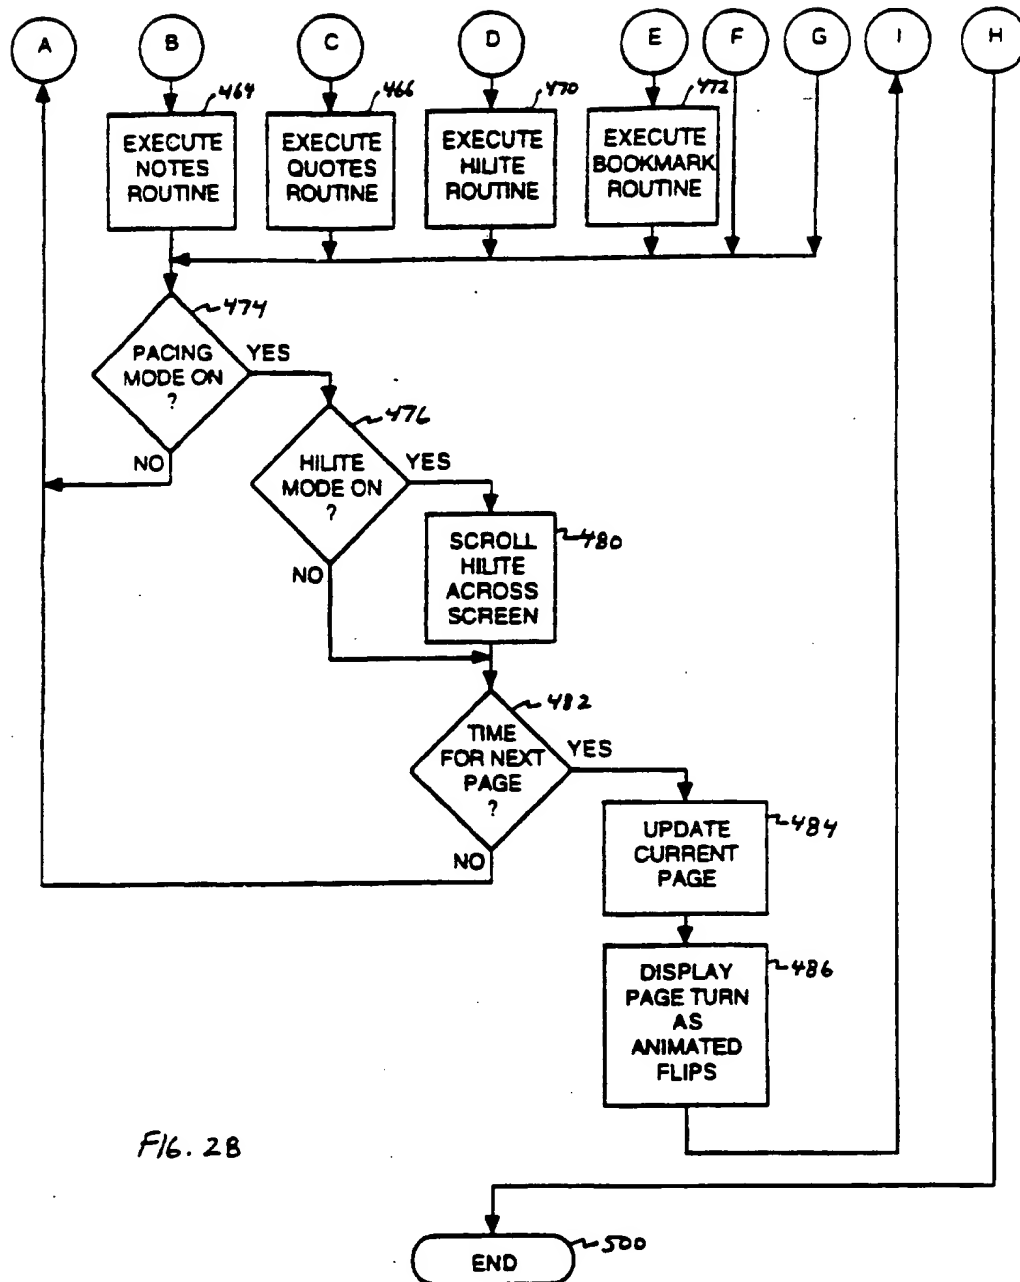 A B C D E F G I H
464 466 470 472
EXECUTE
NOTES
ROUTINE
EXECUTE
QUOTES
ROUTINE
EXECUTE
HILITE
ROUTINE
EXECUTE
BOOKMARK
ROUTINE
474
PACING
MODE ON
?
YES
NO
476
HILITE
MODE ON
?
YES
NO
480
SCROLL
HILITE
ACROSS
SCREEN
482
TIME
FOR NEXT
PAGE
?
YES
NO
484
UPDATE
CURRENT
PAGE
486
DISPLAY
PAGE TURN
AS
ANIMATED
FLIPS
FIG. 2B
END
500